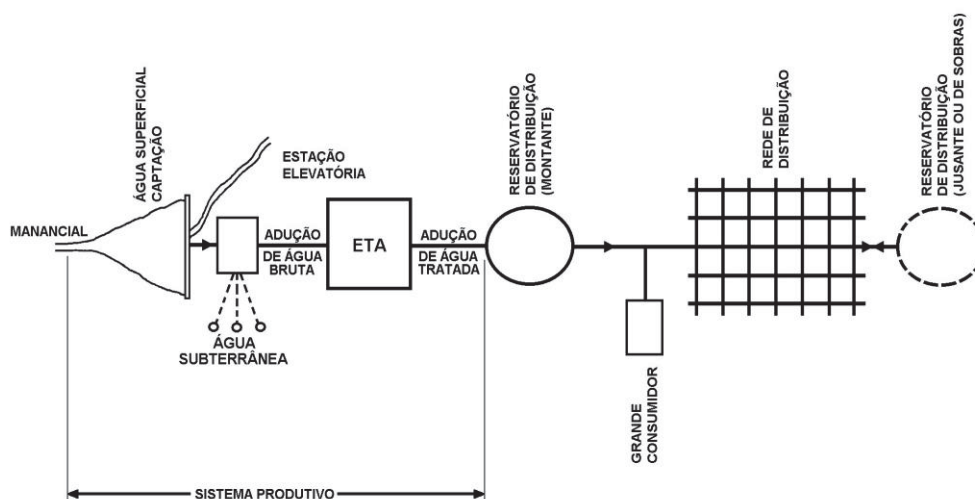 MANANCIAL
ÁGUA SUPERFICIAL
CAPTAÇÃO
ESTAÇÃO
ELEVATÓRIA
ÁGUA
SUBTERRÂNEA
ADUÇÃO
DE ÁGUA
BRUTA
ETA
ADUÇÃO
DE ÁGUA
TRATADA
RESERVATÓRIO
DE DISTRIBUIÇÃO
(MONTANTE)
GRANDE
CONSUMIDOR
REDE DE
DISTRIBUIÇÃO
RESERVATÓRIO
DE DISTRIBUIÇÃO
(JUSANTE OU DE SOBRAS)
SISTEMA PRODUTIVO